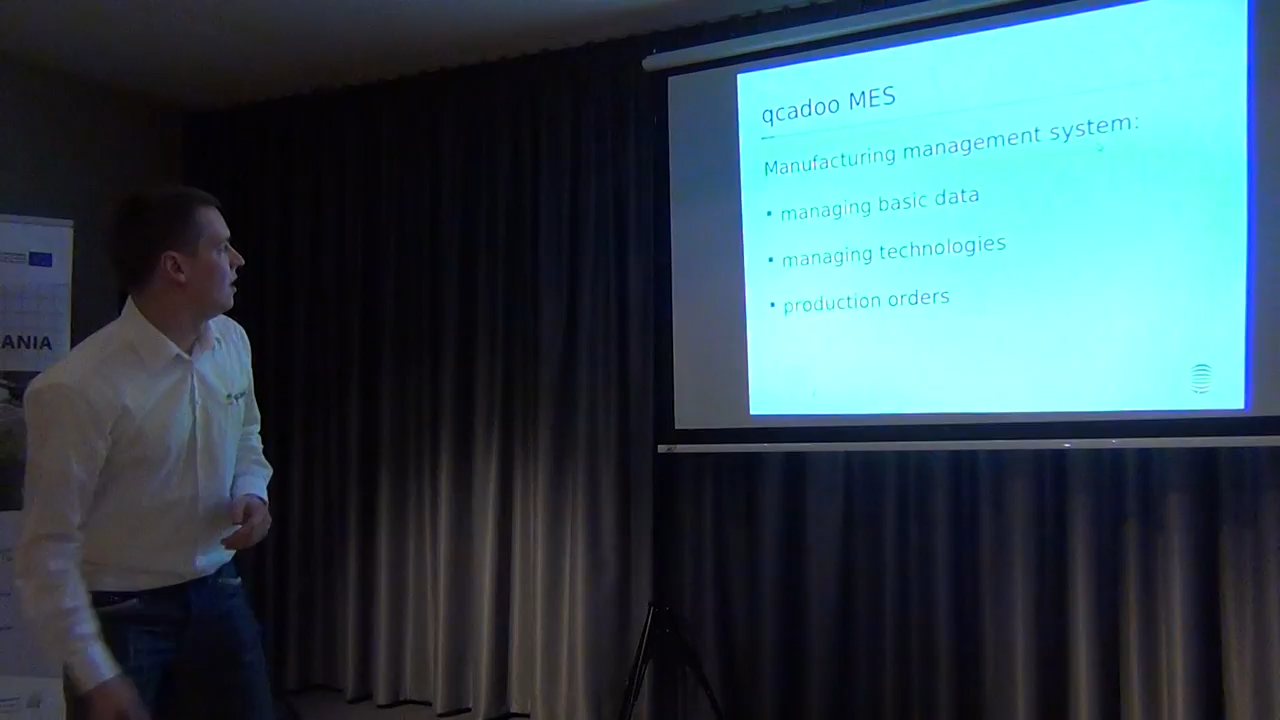 qcadoo MES
Manufacturing management system:
• managing basic data
• managing technologies
• production orders
ANIA